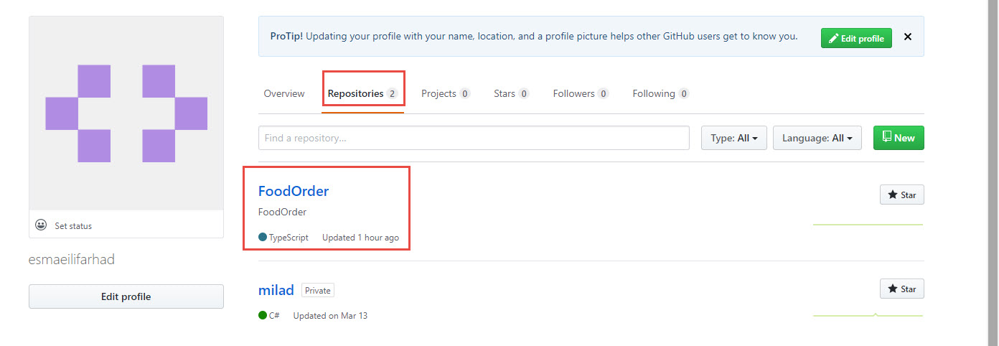 ProTip! Updating your profile with your name, location, and a profile picture helps other GitHub users get to know you.
Edit profile
Overview Repositories 2 Projects 0 Stars 0 Followers 0 Following 0
Find a repository...
Type: All
Language: All
New
FoodOrder
Star
FoodOrder
TypeScript Updated 1 hour ago
Set status
esmaeilifarhad
Edit profile
milad Private
Star
C# Updated on Mar 13